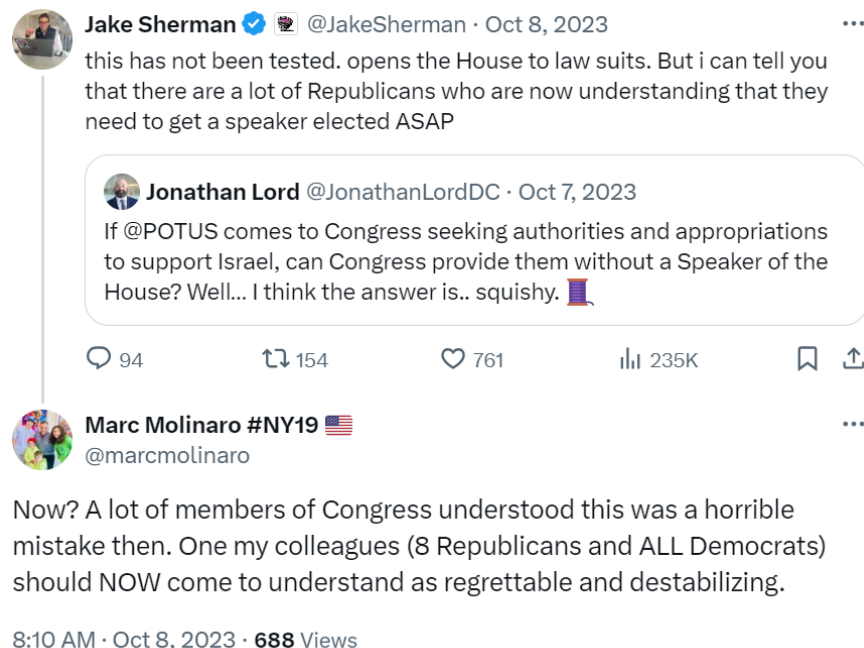 Jake Sherman @JakeSherman · Oct 8, 2023
this has not been tested. opens the House to law suits. But i can tell you
that there are a lot of Republicans who are now understanding that they
need to get a speaker elected ASAP
Jonathan Lord @JonathanLordDC · Oct 7, 2023
If @POTUS comes to Congress seeking authorities and appropriations
to support Israel, can Congress provide them without a Speaker of the
House? Well... I think the answer is.. squishy. 🧵
94 154 761 235K
Marc Molinaro #NY19 🇺🇸
@marcmolinaro
Now? A lot of members of Congress understood this was a horrible
mistake then. One my colleagues (8 Republicans and ALL Democrats)
should NOW come to understand as regrettable and destabilizing.
8:10 AM · Oct 8, 2023 · 688 Views